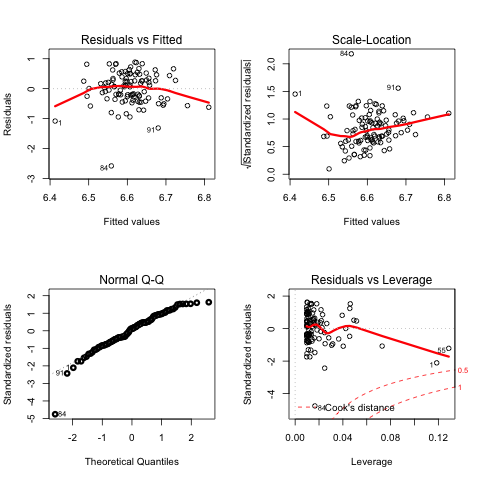 Residuals vs Fitted
Residuals
1
0
-1
-2
-3
1
91
84
6.4 6.5 6.6 6.7 6.8
Fitted values
Scale-Location
√|Standardized residuals|
2.0
1.5
1.0
0.5
0.0
84
91
1
6.4 6.5 6.6 6.7 6.8
Fitted values
Normal Q-Q
Standardized residuals
2
1
0
-1
-2
-3
-4
-5
1
91
84
-2 -1 0 1 2
Theoretical Quantiles
Residuals vs Leverage
Standardized residuals
2
0
-2
-4
55
1
0.5
1
84
Cook's distance
0.00 0.04 0.08 0.12
Leverage